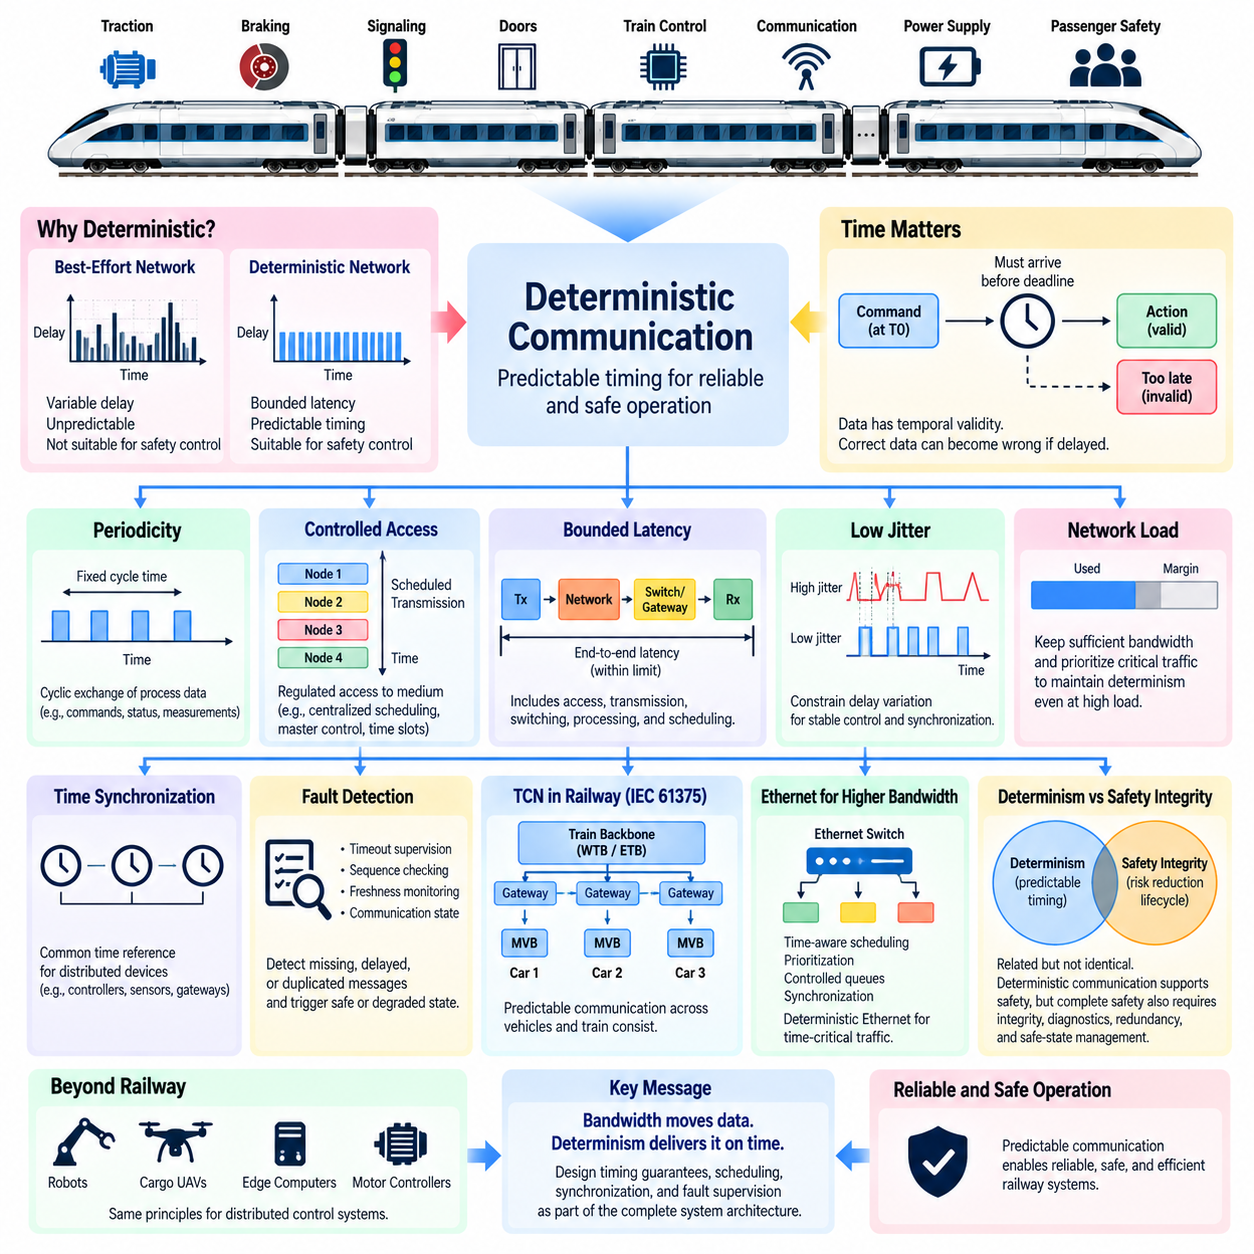 Traction
Braking
Signaling
Doors
Train Control
Communication
Power Supply
Passenger Safety
Why Deterministic?
Best-Effort Network
Delay
Time
Variable delay
Unpredictable
Not suitable for safety control
Deterministic Network
Delay
Time
Bounded latency
Predictable timing
Suitable for safety control
Deterministic
Communication
Predictable timing for reliable
and safe operation
Time Matters
Must arrive
before deadline
Command
(at T0)
Action
(valid)
Too late
(invalid)
Data has temporal validity.
Correct data can become wrong if delayed.
Periodicity
Fixed cycle time
Time
Cyclic exchange of process data
(e.g., commands, status, measurements)
Controlled Access
Node 1
Node 2
Node 3
Node 4
Scheduled
Transmission
Time
Regulated access to medium
(e.g., centralized scheduling,
master control, time slots)
Bounded Latency
Tx
Network
Switch/
Gateway
Rx
End-to-end latency
(within limit)
Includes access, transmission,
switching, processing, and scheduling.
Low Jitter
High jitter
Low jitter
Time
Constrain delay variation
for stable control and synchronization.
Network Load
Used
Margin
Keep sufficient bandwidth
and prioritize critical traffic
to maintain determinism
even at high load.
Time Synchronization
Common time reference
for distributed devices
(e.g., controllers, sensors, gateways)
Fault Detection
• Timeout supervision
• Sequence checking
• Freshness monitoring
• Communication state
Detect missing, delayed,
or duplicated messages
and trigger safe or degraded state.
TCN in Railway (IEC 61375)
Train Backbone
(WTB / ETB)
Gateway
Gateway
Gateway
MVB
MVB
MVB
Car 1
Car 2
Car 3
Predictable communication across
vehicles and train consist.
Ethernet for Higher Bandwidth
Ethernet Switch
Time-aware scheduling
Prioritization
Controlled queues
Synchronization
Deterministic Ethernet for
time-critical traffic.
Determinism vs Safety Integrity
Determinism
(predictable
timing)
Safety Integrity
(risk reduction
lifecycle)
Related but not identical.
Deterministic communication supports
safety, but complete safety also requires
integrity, diagnostics, redundancy,
and safe-state management.
Beyond Railway
Robots
Cargo UAVs
Edge Computers
Motor Controllers
Same principles for distributed control systems.
Key Message
Bandwidth moves data.
Determinism delivers it on time.
Design timing guarantees, scheduling,
synchronization, and fault supervision
as part of the complete system architecture.
Reliable and Safe Operation
Predictable communication
enables reliable, safe, and efficient
railway systems.